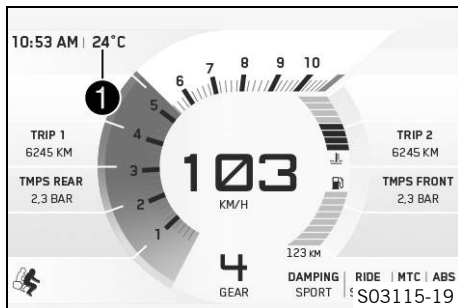 10:53 AM | 24°C
1
1 2 3 4 5 6 7 8 9 10
TRIP 1
6245 KM
TMPS REAR
2,3 BAR
103
KM/H
TRIP 2
6245 KM
TMPS FRONT
2,3 BAR
123 KM
4
GEAR
DAMPING | RIDE | MTC | ABS
SPORT
S03115-19